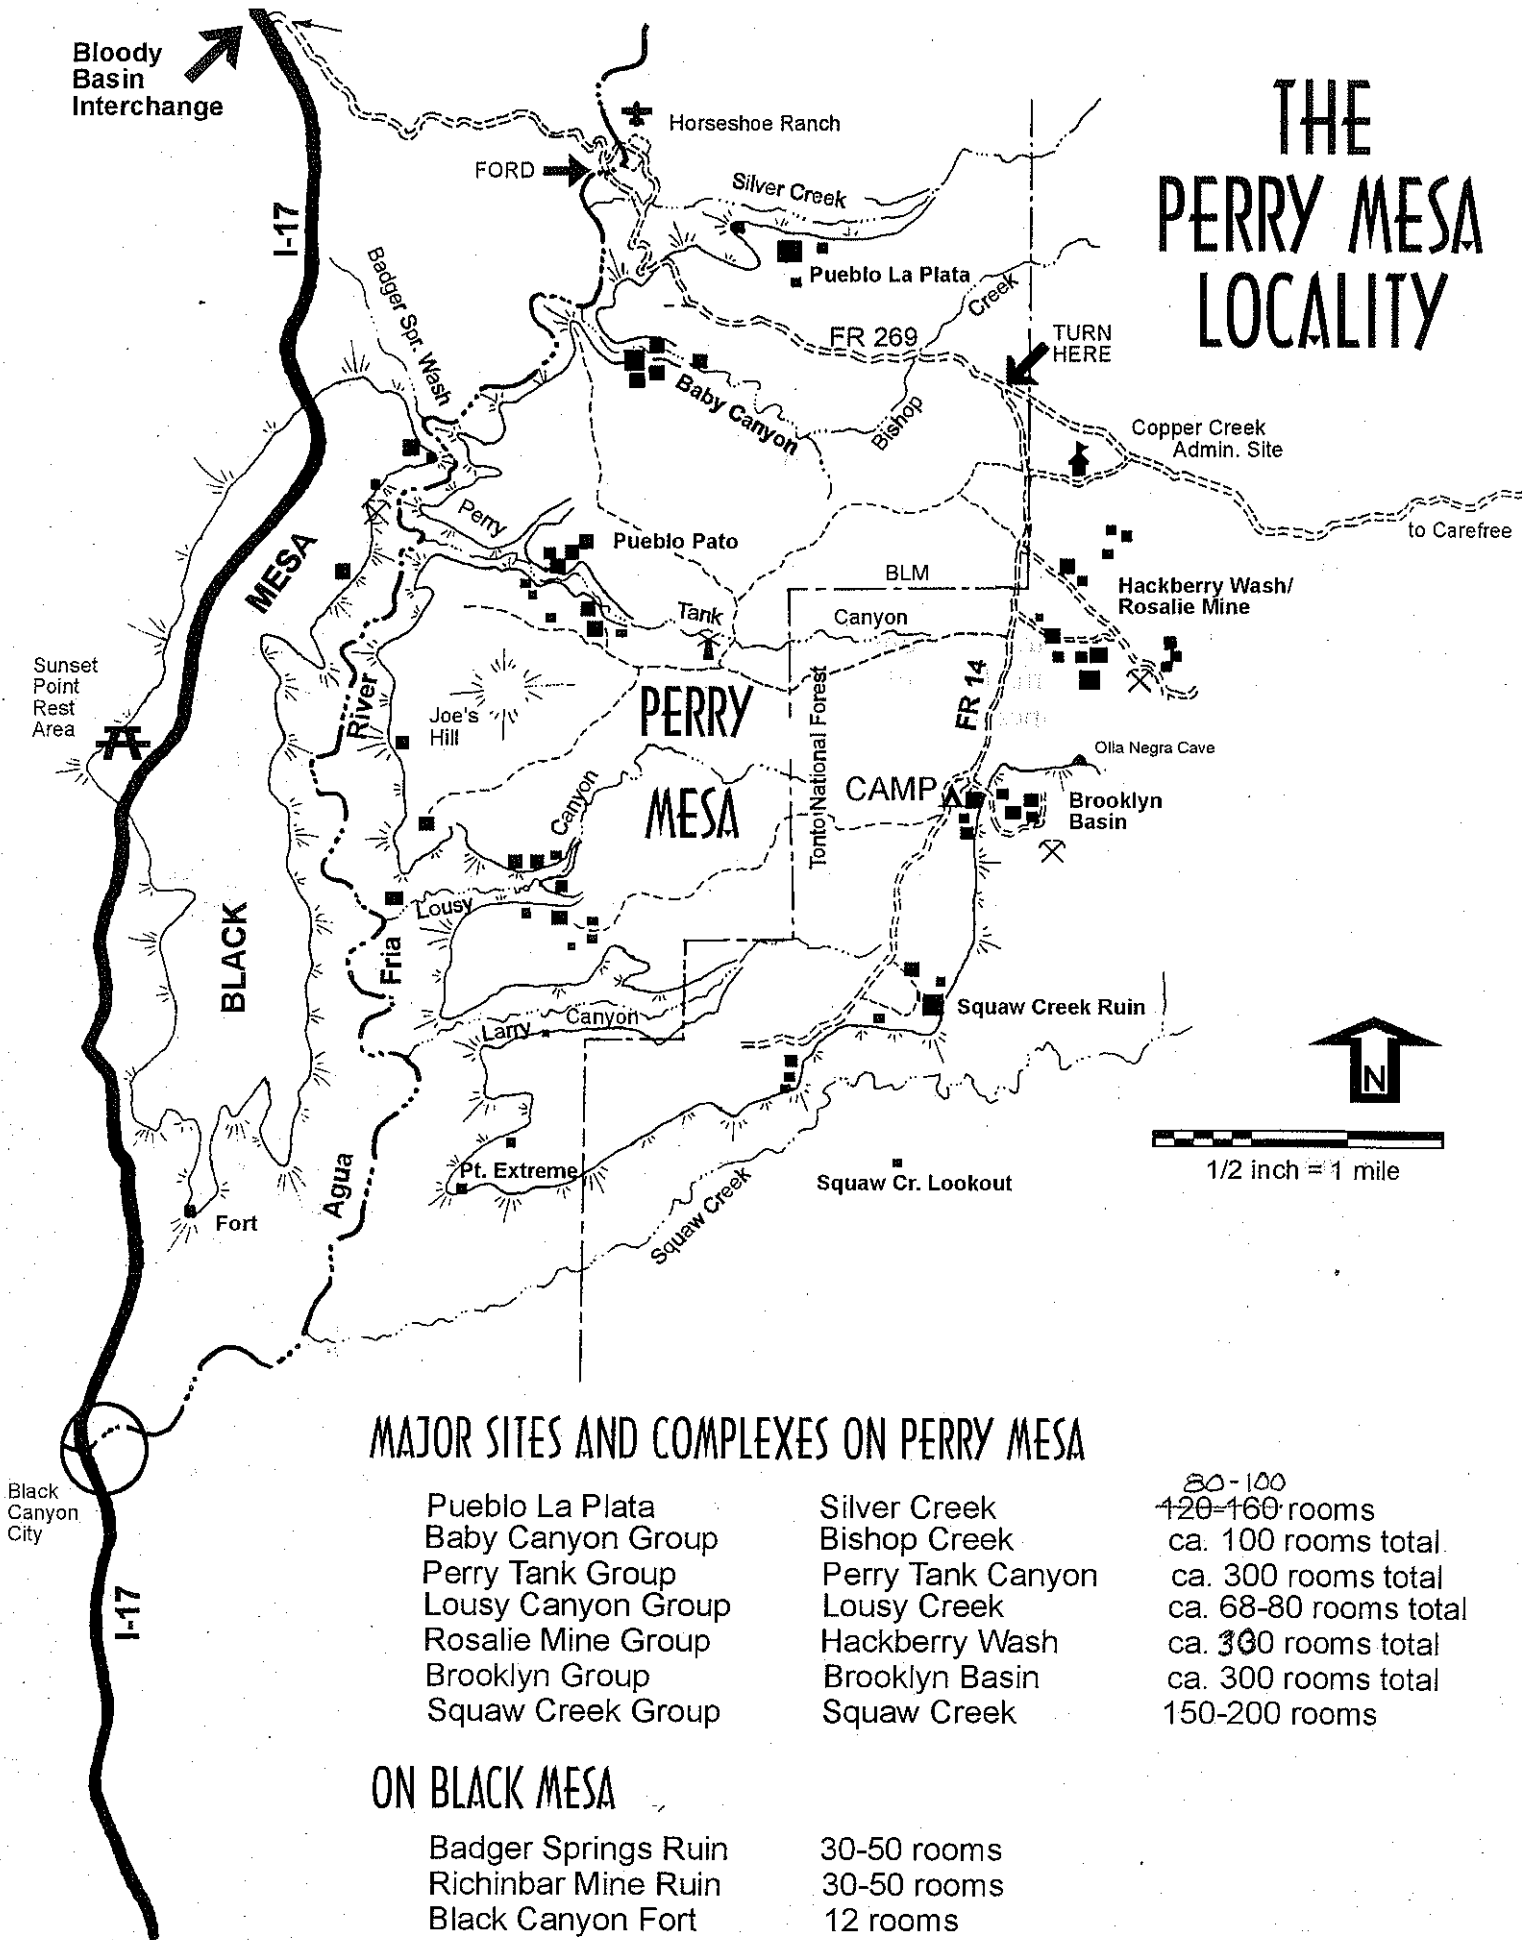 THE
PERRY MESA
LOCALITY
Bloody
Basin
Interchange
Horseshoe Ranch
FORD
Silver Creek
I-17
Badger Spr. Wash
Pueblo La Plata
Creek
FR 269
TURN
HERE
Baby Canyon
Bishop
Copper Creek
Admin. Site
to Carefree
Perry
Pueblo Pato
MESA
BLM
Hackberry Wash/
Rosalie Mine
Tank
Canyon
Sunset
Point
Rest
Area
River
Joe's
Hill
PERRY
MESA
Tonto National Forest
FR 14
Olla Negra Cave
CAMP
Brooklyn
Basin
Canyon
Lousy
BLACK
Fria
Larry
Canyon
Squaw Creek Ruin
N
1/2 inch = 1 mile
Pt. Extreme
Agua
Squaw Creek
Squaw Cr. Lookout
Fort
Black
Canyon
City
I-17
MAJOR SITES AND COMPLEXES ON PERRY MESA
80-100
Pueblo La Plata Silver Creek 120-160 rooms
Baby Canyon Group Bishop Creek ca. 100 rooms total
Perry Tank Group Perry Tank Canyon ca. 300 rooms total
Lousy Canyon Group Lousy Creek ca. 68-80 rooms total
Rosalie Mine Group Hackberry Wash ca. rooms total
Brooklyn Group Brooklyn Basin ca. 300 rooms total
Squaw Creek Group Squaw Creek 150-200 rooms
ON BLACK MESA
Badger Springs Ruin 30-50 rooms
Richinbar Mine Ruin 30-50 rooms
Black Canyon Fort 12 rooms